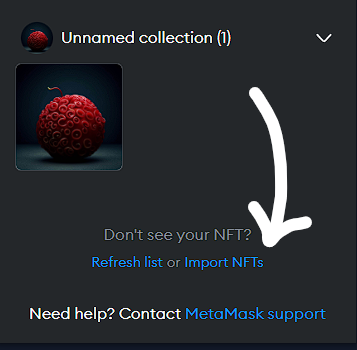 Unnamed collection (1)
Don't see your NFT?
Refresh list or Import NFTs
Need help? Contact MetaMask support